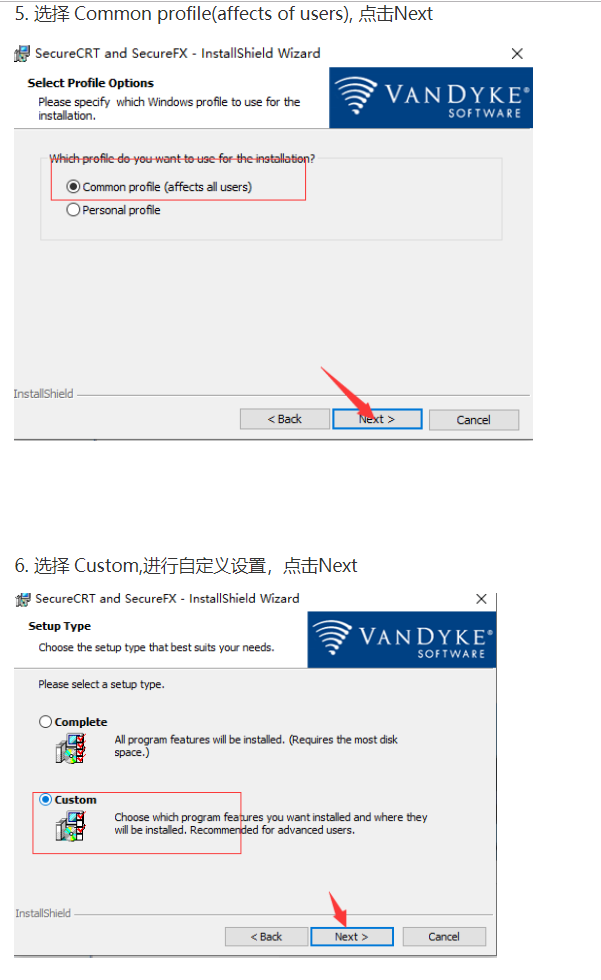 5. 选择 Common profile(affects of users), 点击Next
SecureCRT and SecureFX - InstallShield Wizard
Select Profile Options
Please specify which Windows profile to use for the
installation.
VANDYKE®
SOFTWARE
Which profile do you want to use for the installation?
Common profile (affects all users)
Personal profile
InstallShield
< Back
Next >
Cancel
6. 选择 Custom,进行自定义设置，点击Next
SecureCRT and SecureFX - InstallShield Wizard
Setup Type
Choose the setup type that best suits your needs.
VANDYKE®
SOFTWARE
Please select a setup type.
Complete
All program features will be installed. (Requires the most disk
space.)
Custom
Choose which program features you want installed and where they
will be installed. Recommended for advanced users.
InstallShield
< Back
Next >
Cancel